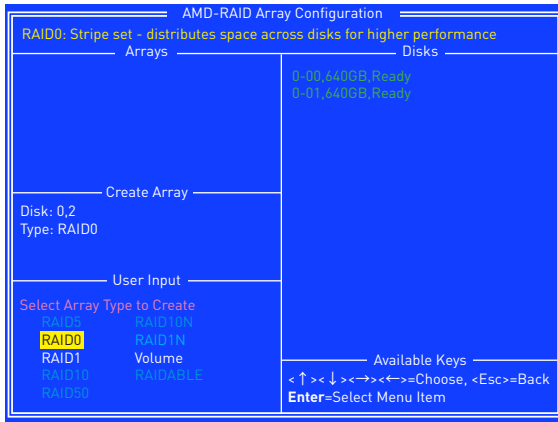 AMD-RAID Array Configuration
RAID0: Stripe set - distributes space across disks for higher performance
Arrays
Disks
0-00,640GB,Ready
0-01,640GB,Ready
Create Array
Disk: 0,2
Type: RAID0
User Input
Select Array Type to Create
RAID5 RAID10N
RAID0 RAID1N
RAID1 Volume
RAID10 RAIDABLE
RAID50
Available Keys
<↑><↓><→><←>=Choose, <Esc>=Back
Enter=Select Menu Item